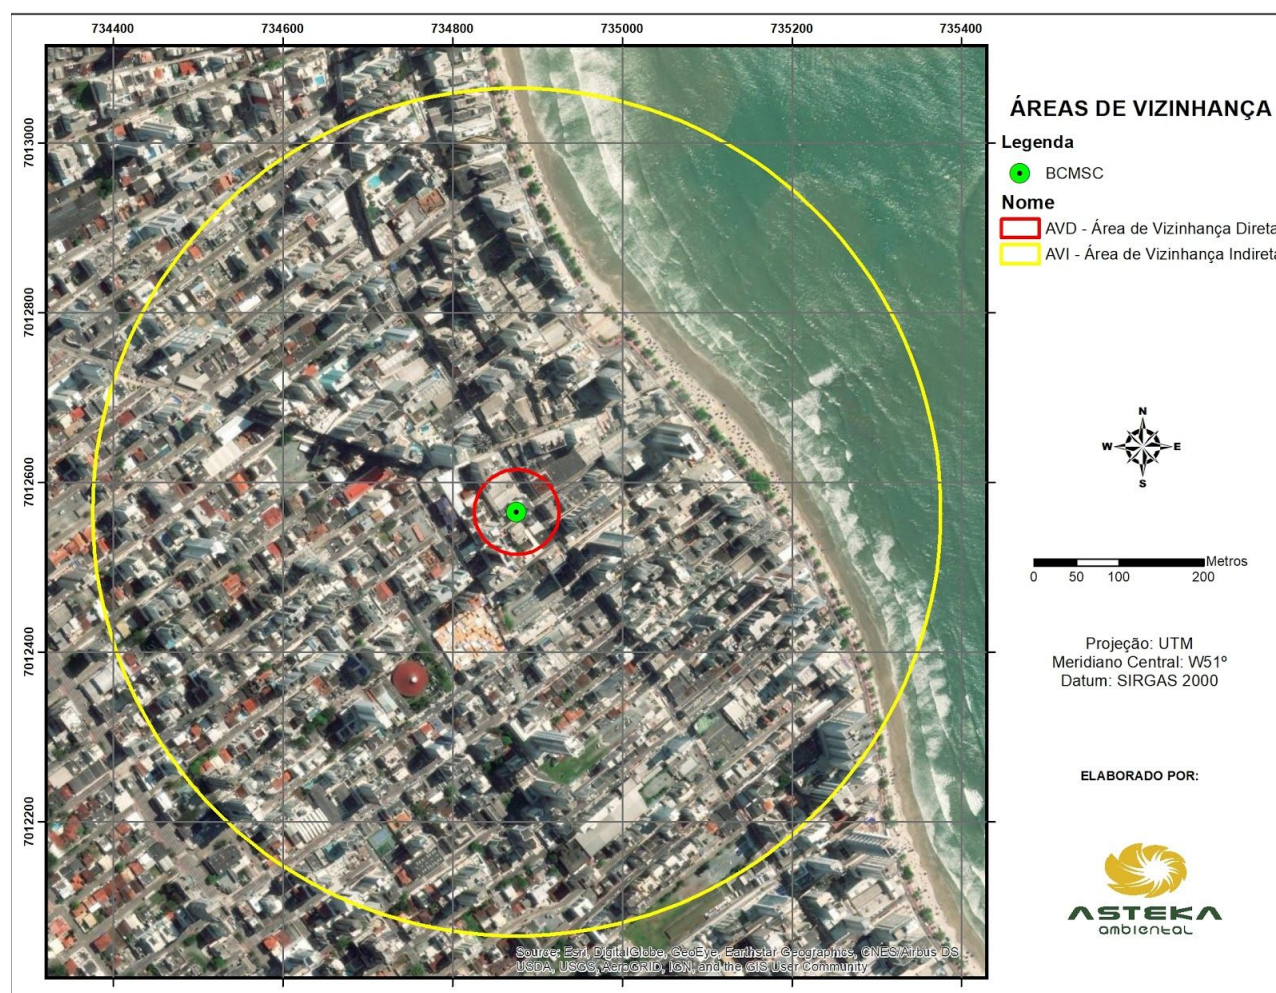 734400 734600 734800 735000 735200 735400
7013000
7012800
7012600
7012400
7012200
ÁREAS DE VIZINHANÇA
Legenda
BCMSC
Nome
AVD - Área de Vizinhança Direta
AVI - Área de Vizinhança Indireta
N
W E
S
Metros
0 50 100 200
Projeção: UTM
Meridiano Central: W51º
Datum: SIRGAS 2000
ELABORADO POR:
ASTEKA
ambiental
Source: Esri, DigitalGlobe, GeoEye, Earthstar Geographics, CNES/Airbus DS,
USDA, USGS, AeroGRID, IGN, and the GIS User Community